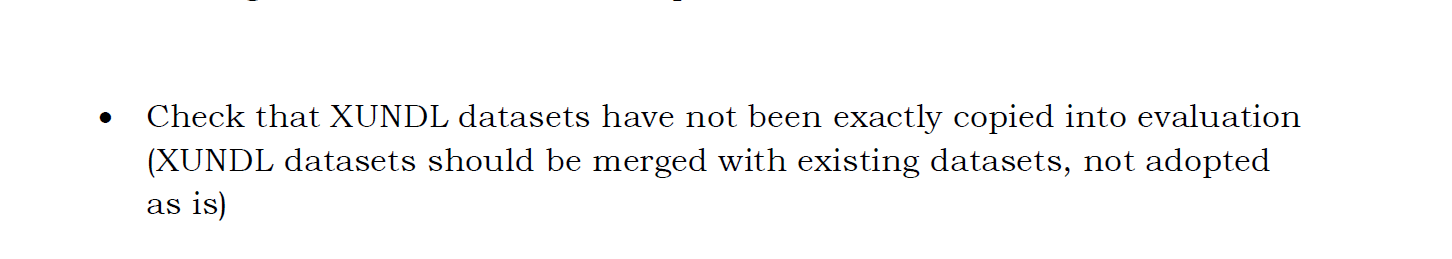 • Check that XUNDL datasets have not been exactly copied into evaluation
(XUNDL datasets should be merged with existing datasets, not adopted
as is)